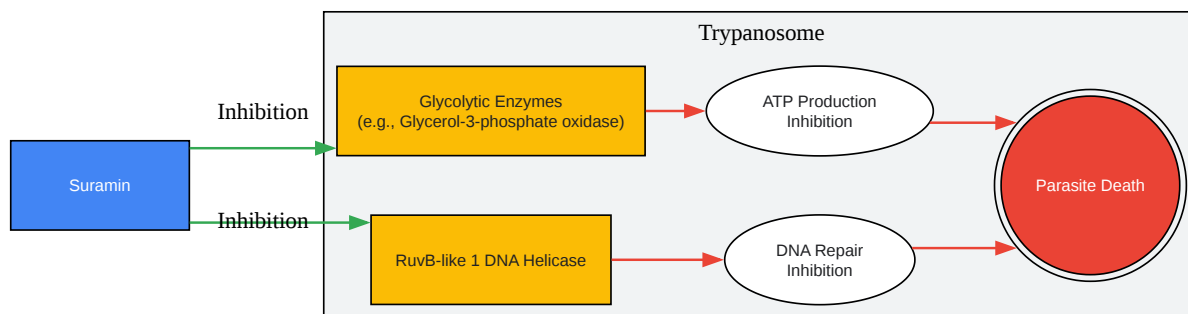 Trypanosome
Suramin
Inhibition
Inhibition
Glycolytic Enzymes
(e.g., Glycerol-3-phosphate oxidase)
ATP Production
Inhibition
RuvB-like 1 DNA Helicase
DNA Repair
Inhibition
Parasite Death